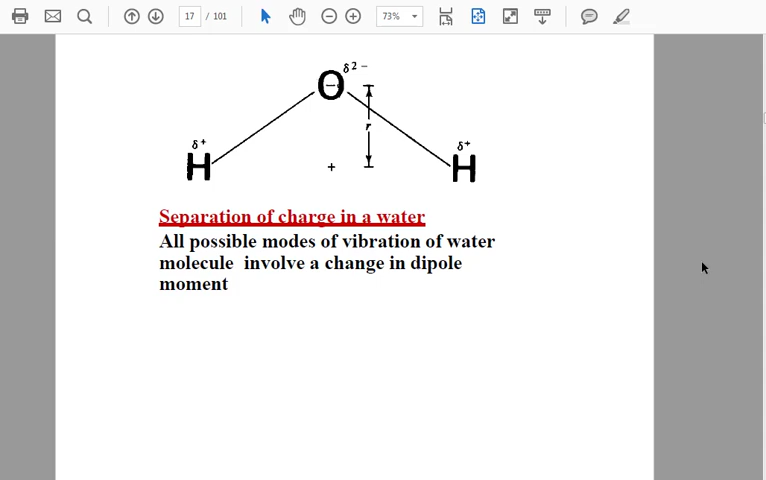 17 / 101
73%
δ2−
O
r
δ+
δ+
H
+
H
Separation of charge in a water
All possible modes of vibration of water
molecule involve a change in dipole
moment